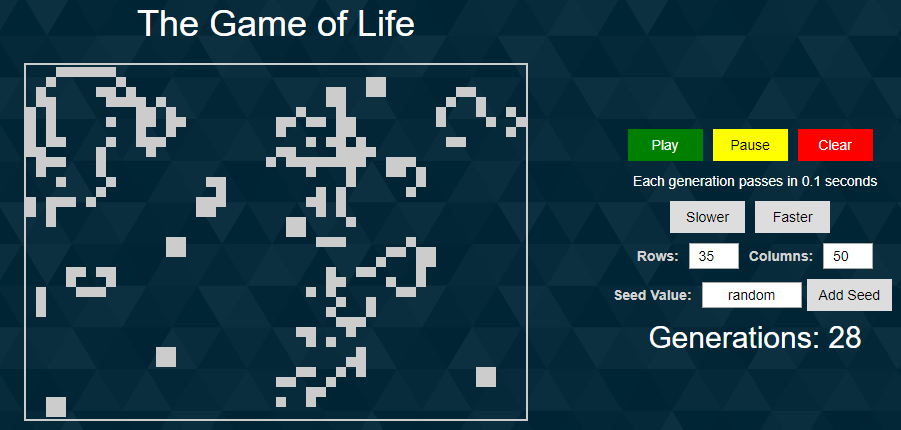 The Game of Life
Play Pause Clear
Each generation passes in 0.1 seconds
Slower Faster
Rows: 35 Columns: 50
Seed Value: random Add Seed
Generations: 28